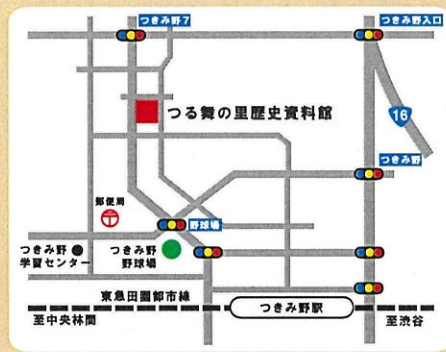 つきみ野7
つきみ野入口
つる舞の里歴史資料館
16
つきみ野
郵便局
野球場
つきみ野
学習センター
つきみ野
野球場
東急田園都市線
つきみ野駅
至中央林間
至渋谷